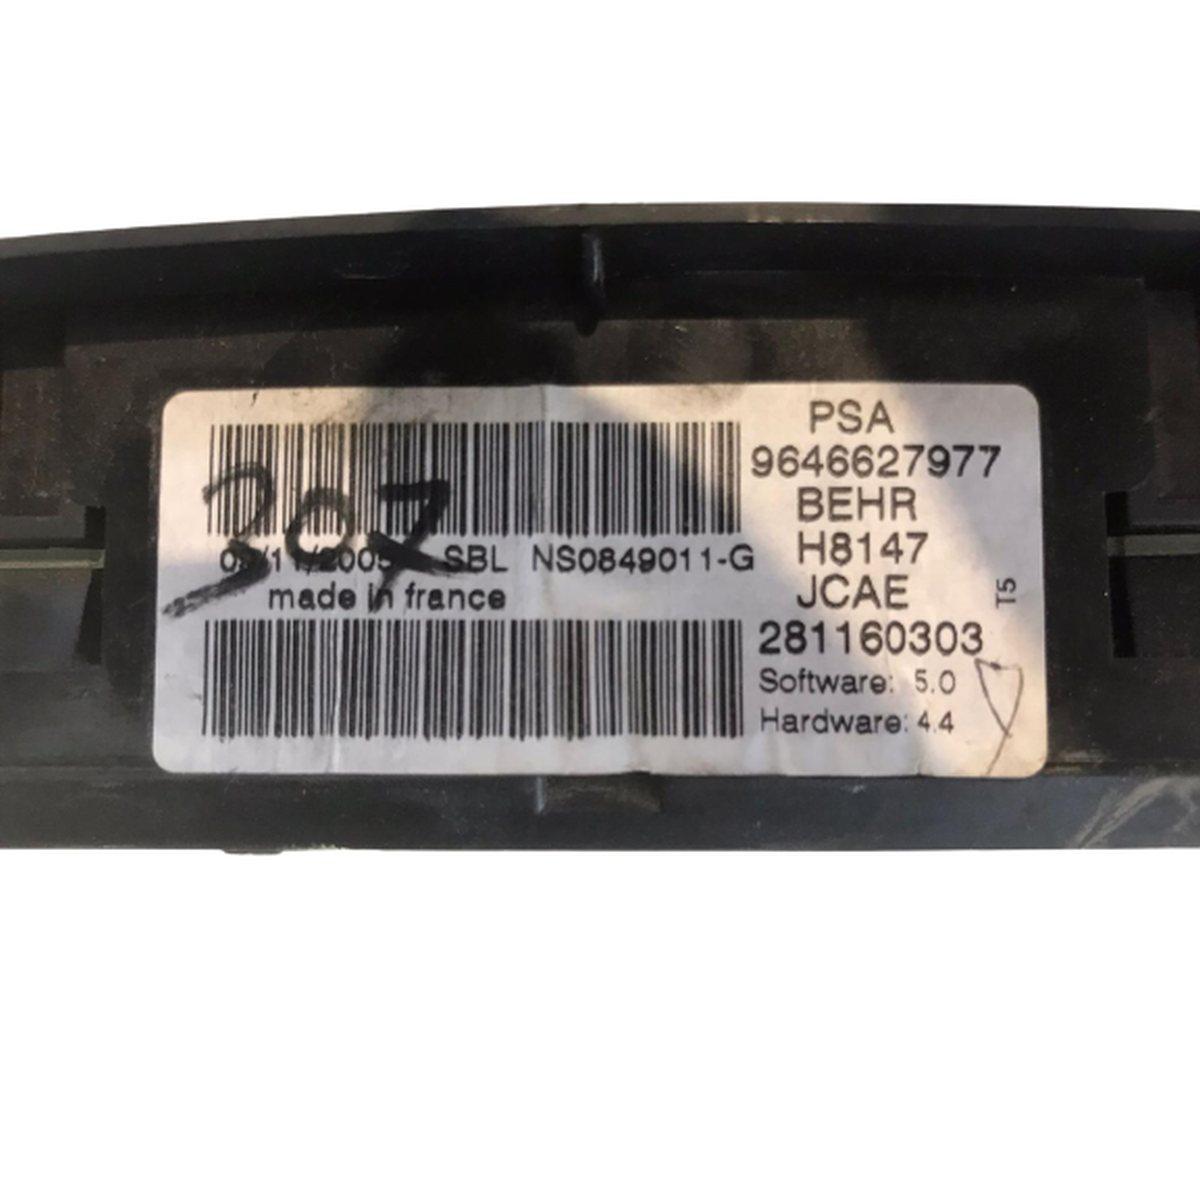 PSA
9646627977
BEHR
H8147
JCAE
281160303
Software: 5.0
Hardware: 4.4
T5
307
SBL NS0849011-G
made in france